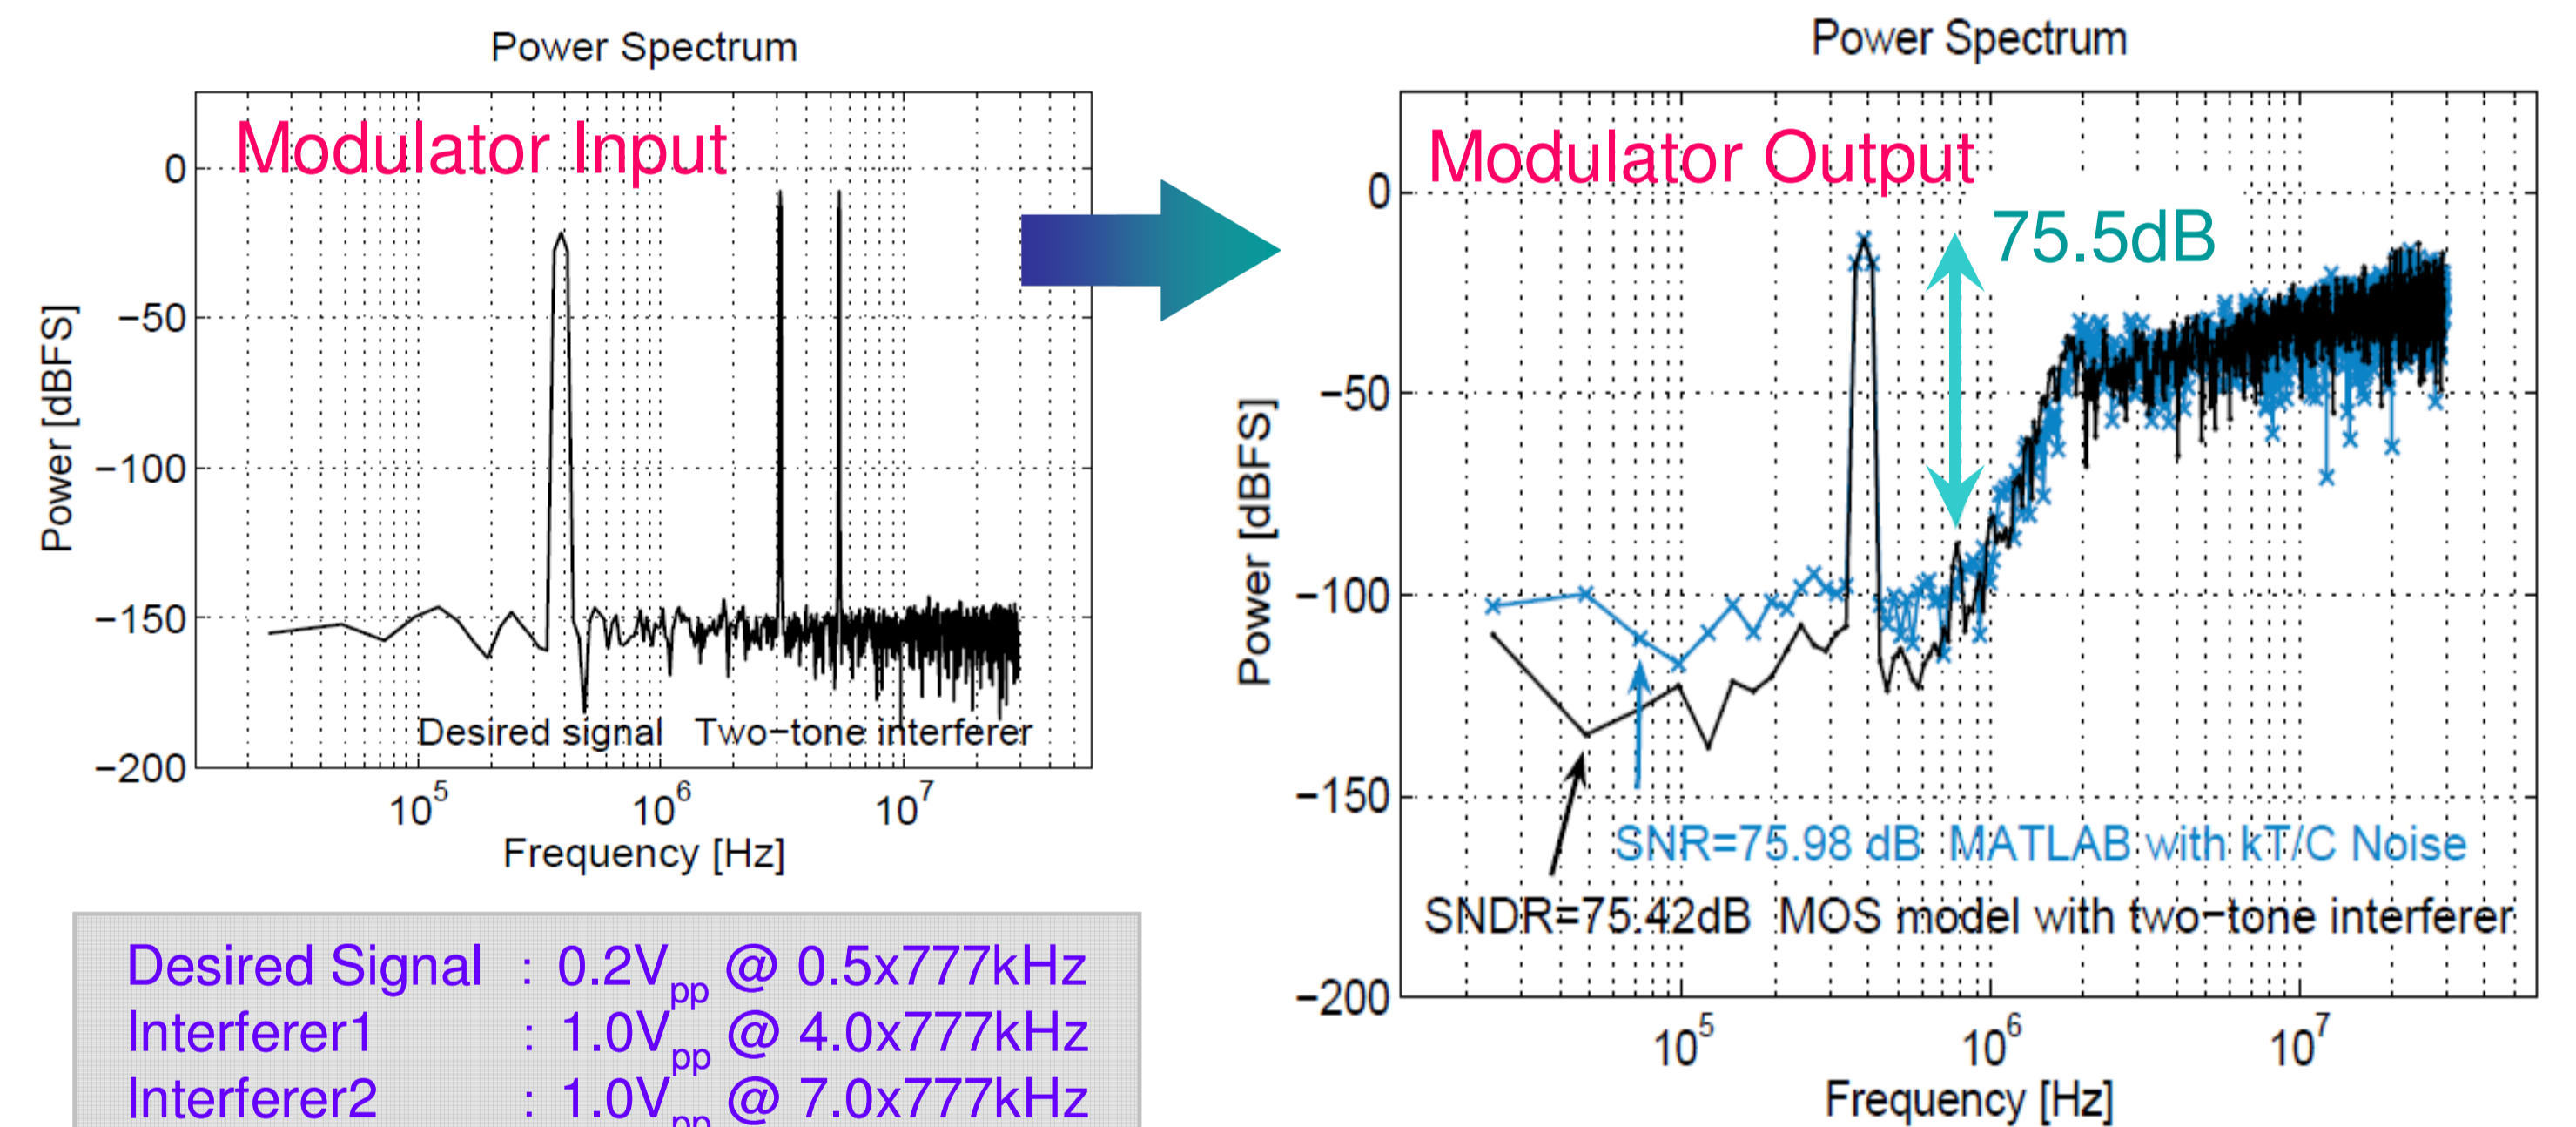 Power Spectrum
Modulator Input
0
−50
−100
−150
−200
Power [dBFS]
Desired signal Two−tone interferer
10^5 10^6 10^7
Frequency [Hz]
Desired Signal : 0.2Vpp @ 0.5x777kHz
Interferer1 : 1.0Vpp @ 4.0x777kHz
Interferer2 : 1.0Vpp @ 7.0x777kHz
Power Spectrum
Modulator Output
75.5dB
0
−50
−100
−150
−200
Power [dBFS]
SNR=75.98 dB MATLAB with kT/C Noise
SNDR=75.42dB MOS model with two−tone interferer
10^5 10^6 10^7
Frequency [Hz]